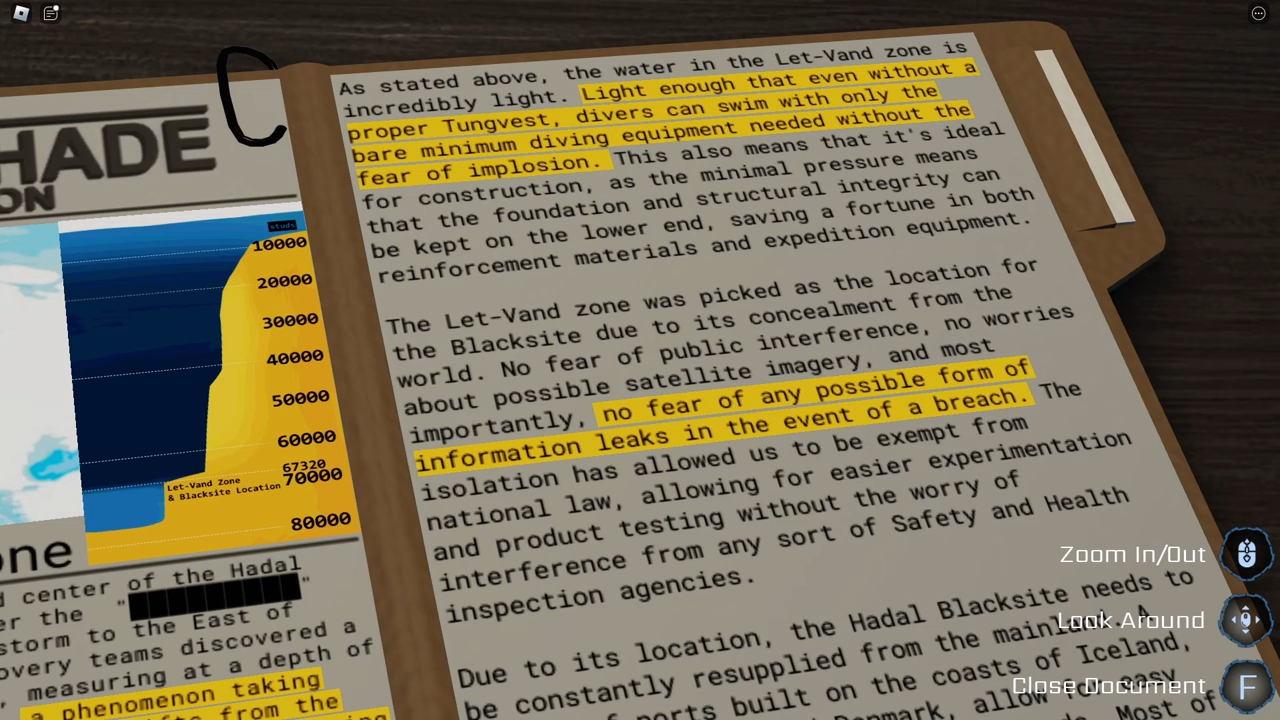 HADE
ON
studs
10000
20000
30000
40000
50000
60000
67320
70000
80000
Let-Vand Zone
& Blacksite Location
one
center of the Hadal
the "██████████"
storm to the East of
teams discovered a
measuring at a depth of
a phenomenon taking
from the
As stated above, the water in the Let-Vand zone is
incredibly light. Light enough that even without a
proper Tungvest, divers can swim with only the
bare minimum diving equipment needed without the
fear of implosion. This also means that it's ideal
for construction, as the minimal pressure means
that the foundation and structural integrity can
be kept on the lower end, saving a fortune in both
reinforcement materials and expedition equipment.
The Let-Vand zone was picked as the location for
the Blacksite due to its concealment from the
world. No fear of public interference, no worries
about possible satellite imagery, and most
importantly, no fear of any possible form of
information leaks in the event of a breach. The
isolation has allowed us to be exempt from
national law, allowing for easier experimentation
and product testing without the worry of
interference from any sort of Safety and Health
inspection agencies.
Due to its location, the Hadal Blacksite needs to
be constantly resupplied from the mainland. A
ports built on the coasts of Iceland,
Denmark, allow for easy
Most of
Zoom In/Out
Look Around
Close Document
F